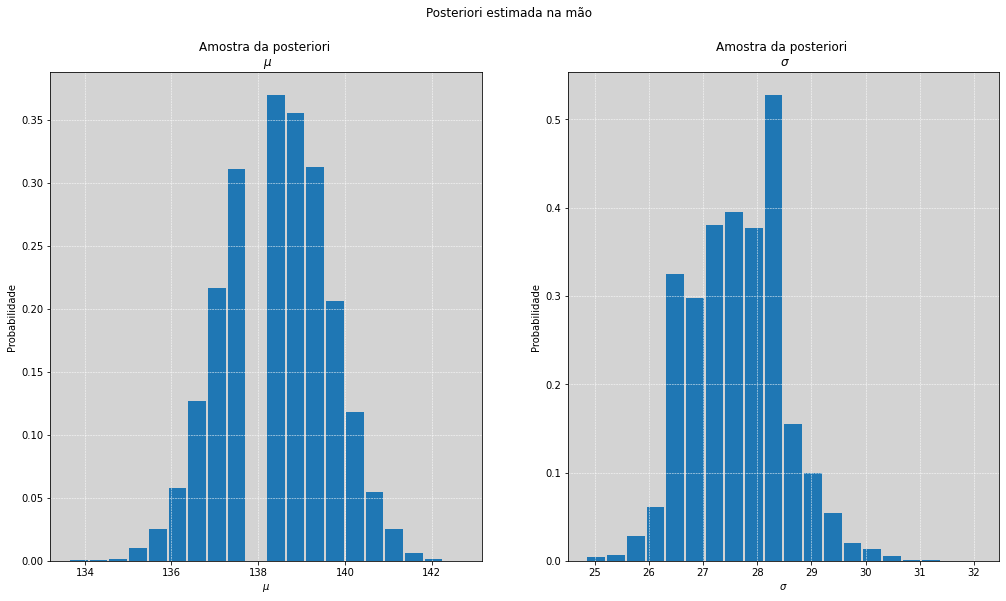 Posteriori estimada na mão
Amostra da posteriori
μ
Probabilidade
0.35
0.30
0.25
0.20
0.15
0.10
0.05
0.00
134 136 138 140 142
μ
Amostra da posteriori
σ
Probabilidade
0.5
0.4
0.3
0.2
0.1
0.0
25 26 27 28 29 30 31 32
σ